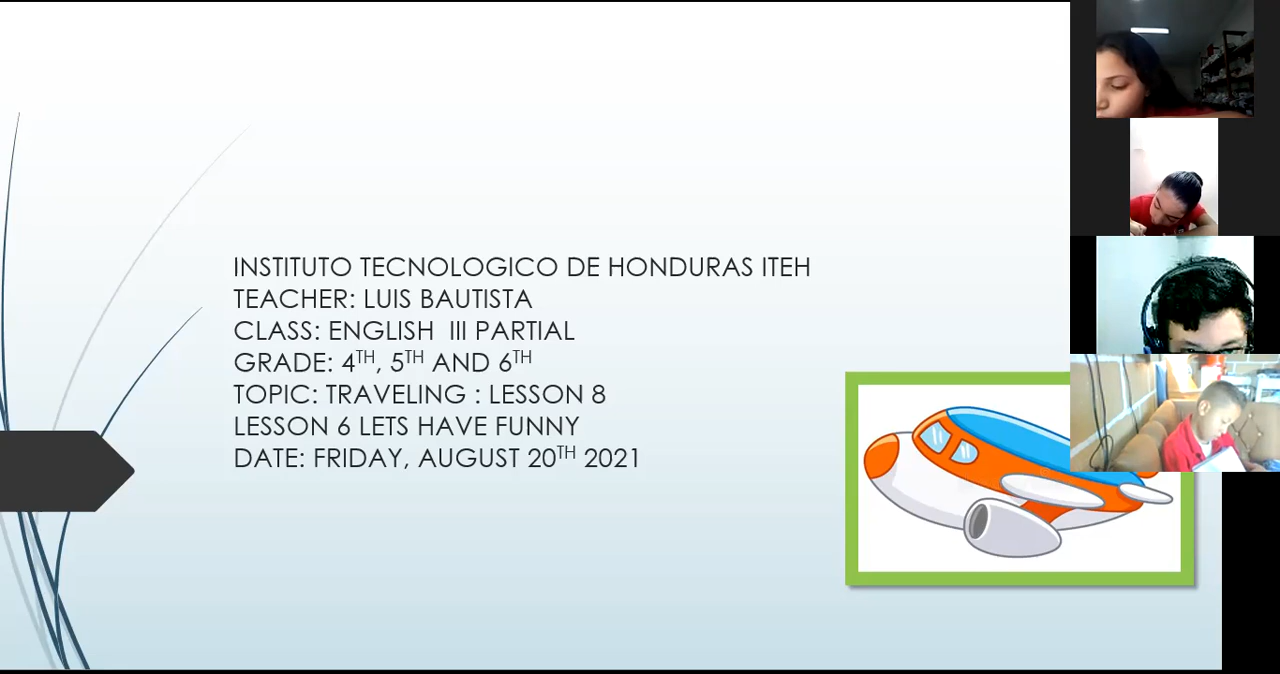 INSTITUTO TECNOLOGICO DE HONDURAS ITEH
TEACHER: LUIS BAUTISTA
CLASS: ENGLISH III PARTIAL
GRADE: 4TH, 5TH AND 6TH
TOPIC: TRAVELING : LESSON 8
LESSON 6 LETS HAVE FUNNY
DATE: FRIDAY, AUGUST 20TH 2021